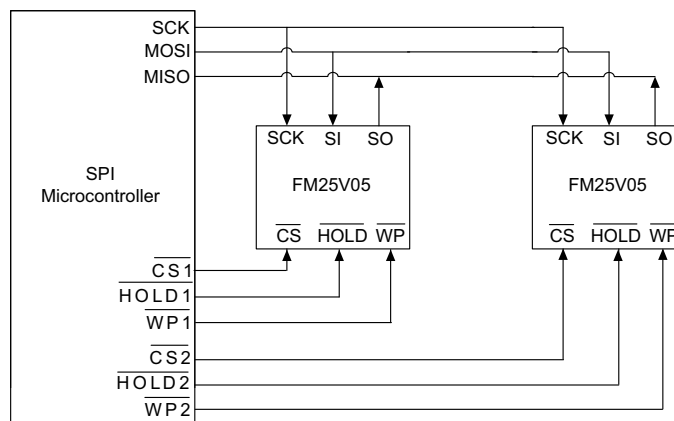 SCK
MOSI
MISO
SPI
Microcontroller
SCK SI SO
FM25V05
CS HOLD WP
SCK SI SO
FM25V05
CS HOLD WP
CS1
HOLD1
WP1
CS2
HOLD2
WP2